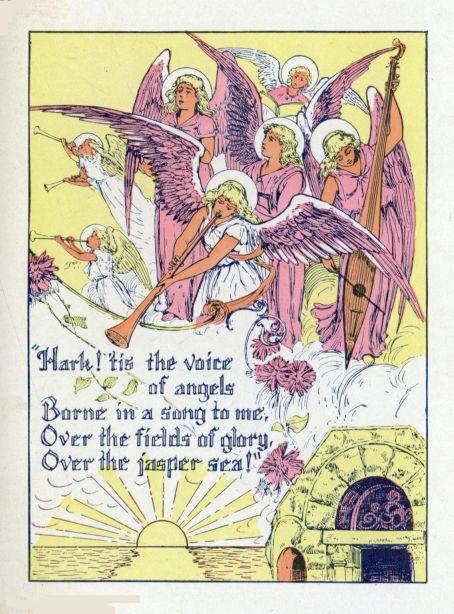 "Hark! 'tis the voice
of angels
Borne in a song to me,
Over the fields of glory,
Over the jasper sea!"